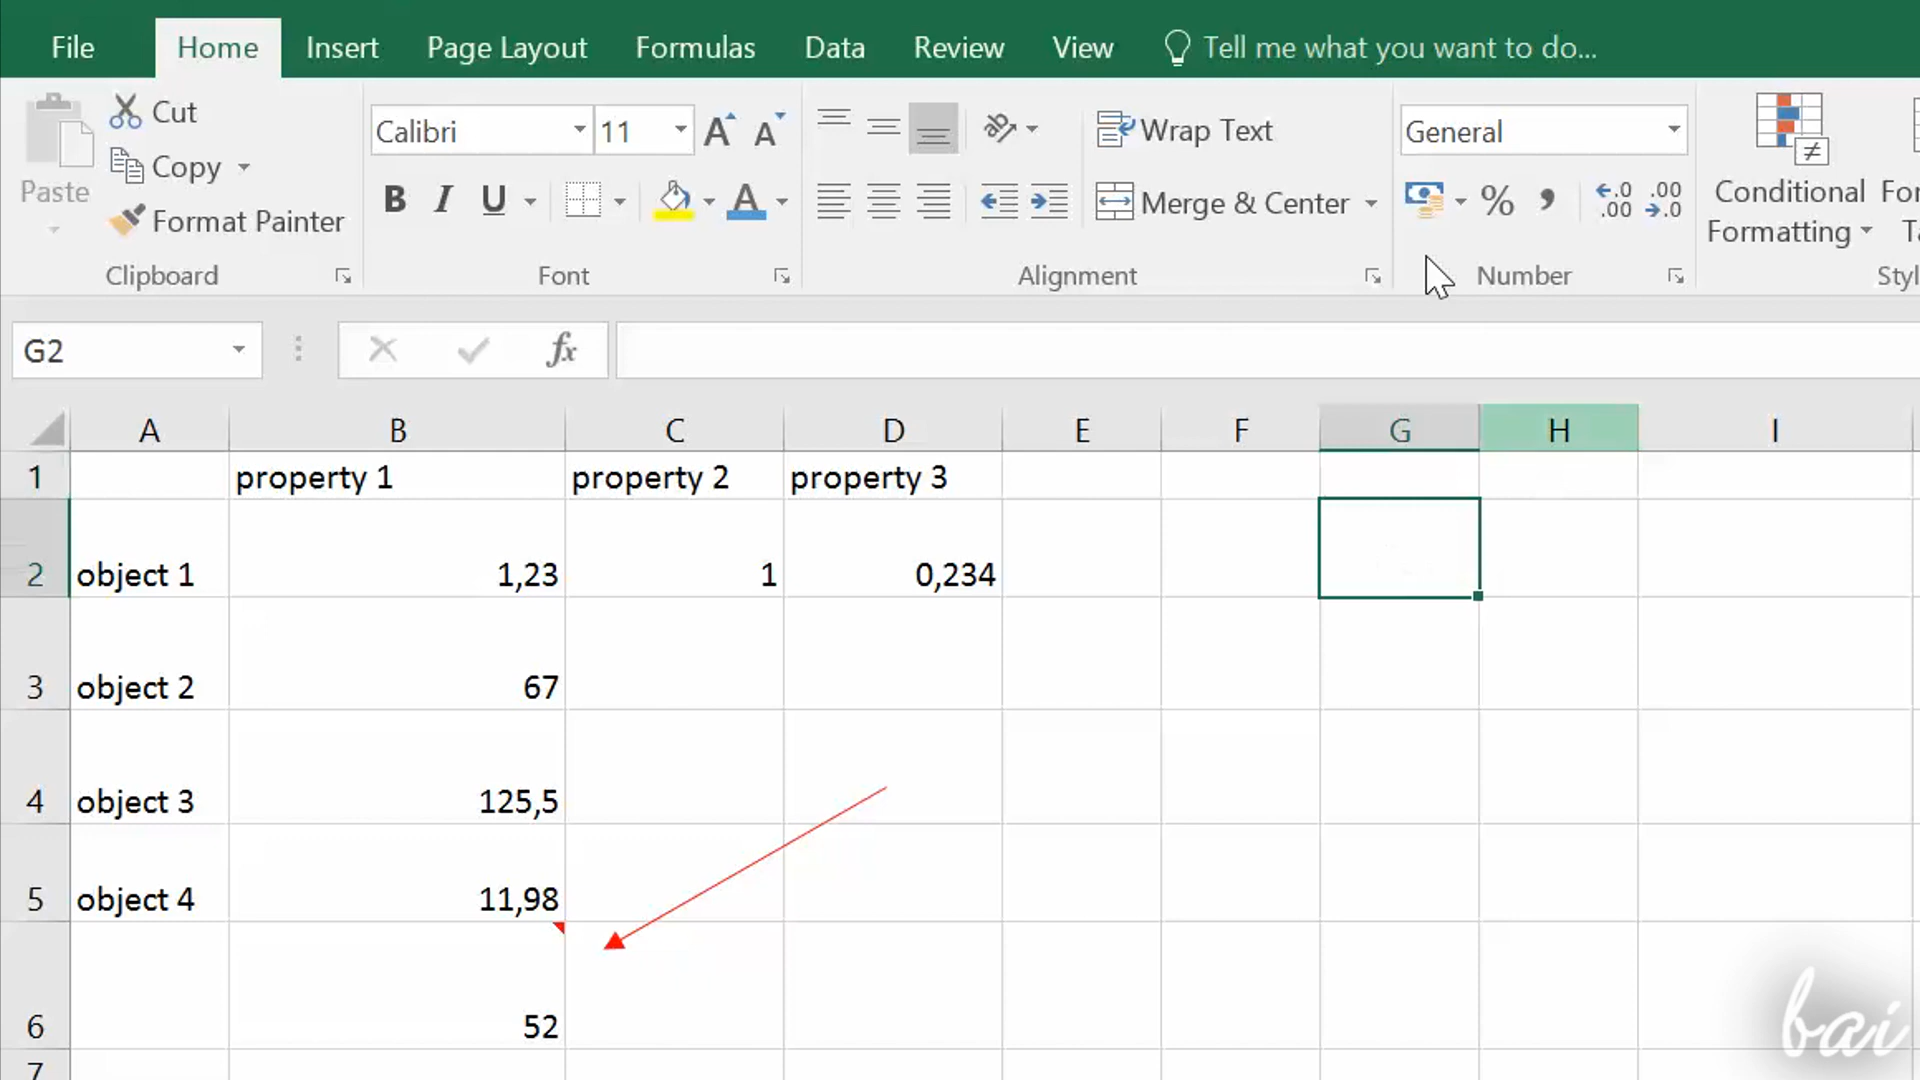 File Home Insert Page Layout Formulas Data Review View Tell me what you want to do...
Paste
Cut
Copy
Format Painter
Clipboard
Calibri 11
B I U
Font
Wrap Text
Merge & Center
Alignment
General
Number
Conditional
Formatting
G2
fx
A B C D E F G H I
1 property 1 property 2 property 3
2 object 1 1,23 1 0,234
3 object 2 67
4 object 3 125,5
5 object 4 11,98
6 52
7
bai